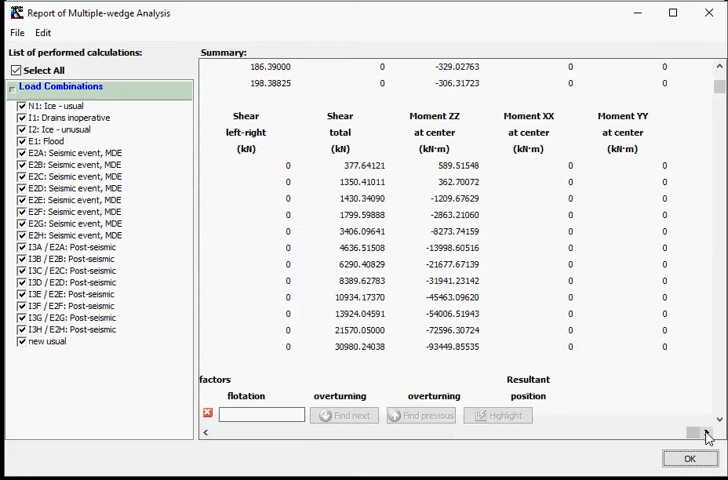 Report of Multiple-wedge Analysis
File Edit
List of performed calculations:
Select All
Load Combinations
N1: Ice - usual
I1: Drains inoperative
I2: Ice - unusual
E1: Flood
E2A: Seismic event, MDE
E2B: Seismic event, MDE
E2C: Seismic event, MDE
E2D: Seismic event, MDE
E2E: Seismic event, MDE
E2F: Seismic event, MDE
E2G: Seismic event, MDE
E2H: Seismic event, MDE
I3A / E2A: Post-seismic
I3B / E2B: Post-seismic
I3C / E2C: Post-seismic
I3D / E2D: Post-seismic
I3E / E2E: Post-seismic
I3F / E2F: Post-seismic
I3G / E2G: Post-seismic
I3H / E2H: Post-seismic
new usual
Summary:
186.39000 0 -329.02763
198.38825 0 -306.31723
Shear Shear Moment ZZ Moment XX Moment YY
left-right total at center at center at center
(kN) (kN) (kN·m) (kN·m) (kN·m)
0 377.64121 589.51548 0 0
0 1350.41011 362.70072 0 0
0 1430.34090 -1209.67629 0 0
0 1799.59888 -2863.21060 0 0
0 3406.09641 -8273.74159 0 0
0 4636.51508 -13998.60516 0 0
0 6290.40829 -21677.67139 0 0
0 8389.62783 -31941.23142 0 0
0 10934.17370 -45463.09620 0 0
0 13924.04591 -54006.51943 0 0
0 21570.05000 -72596.30724 0 0
0 30980.24038 -93449.85535 0 0
factors Resultant
flotation overturning overturning position
Find next Find previous Highlight
OK